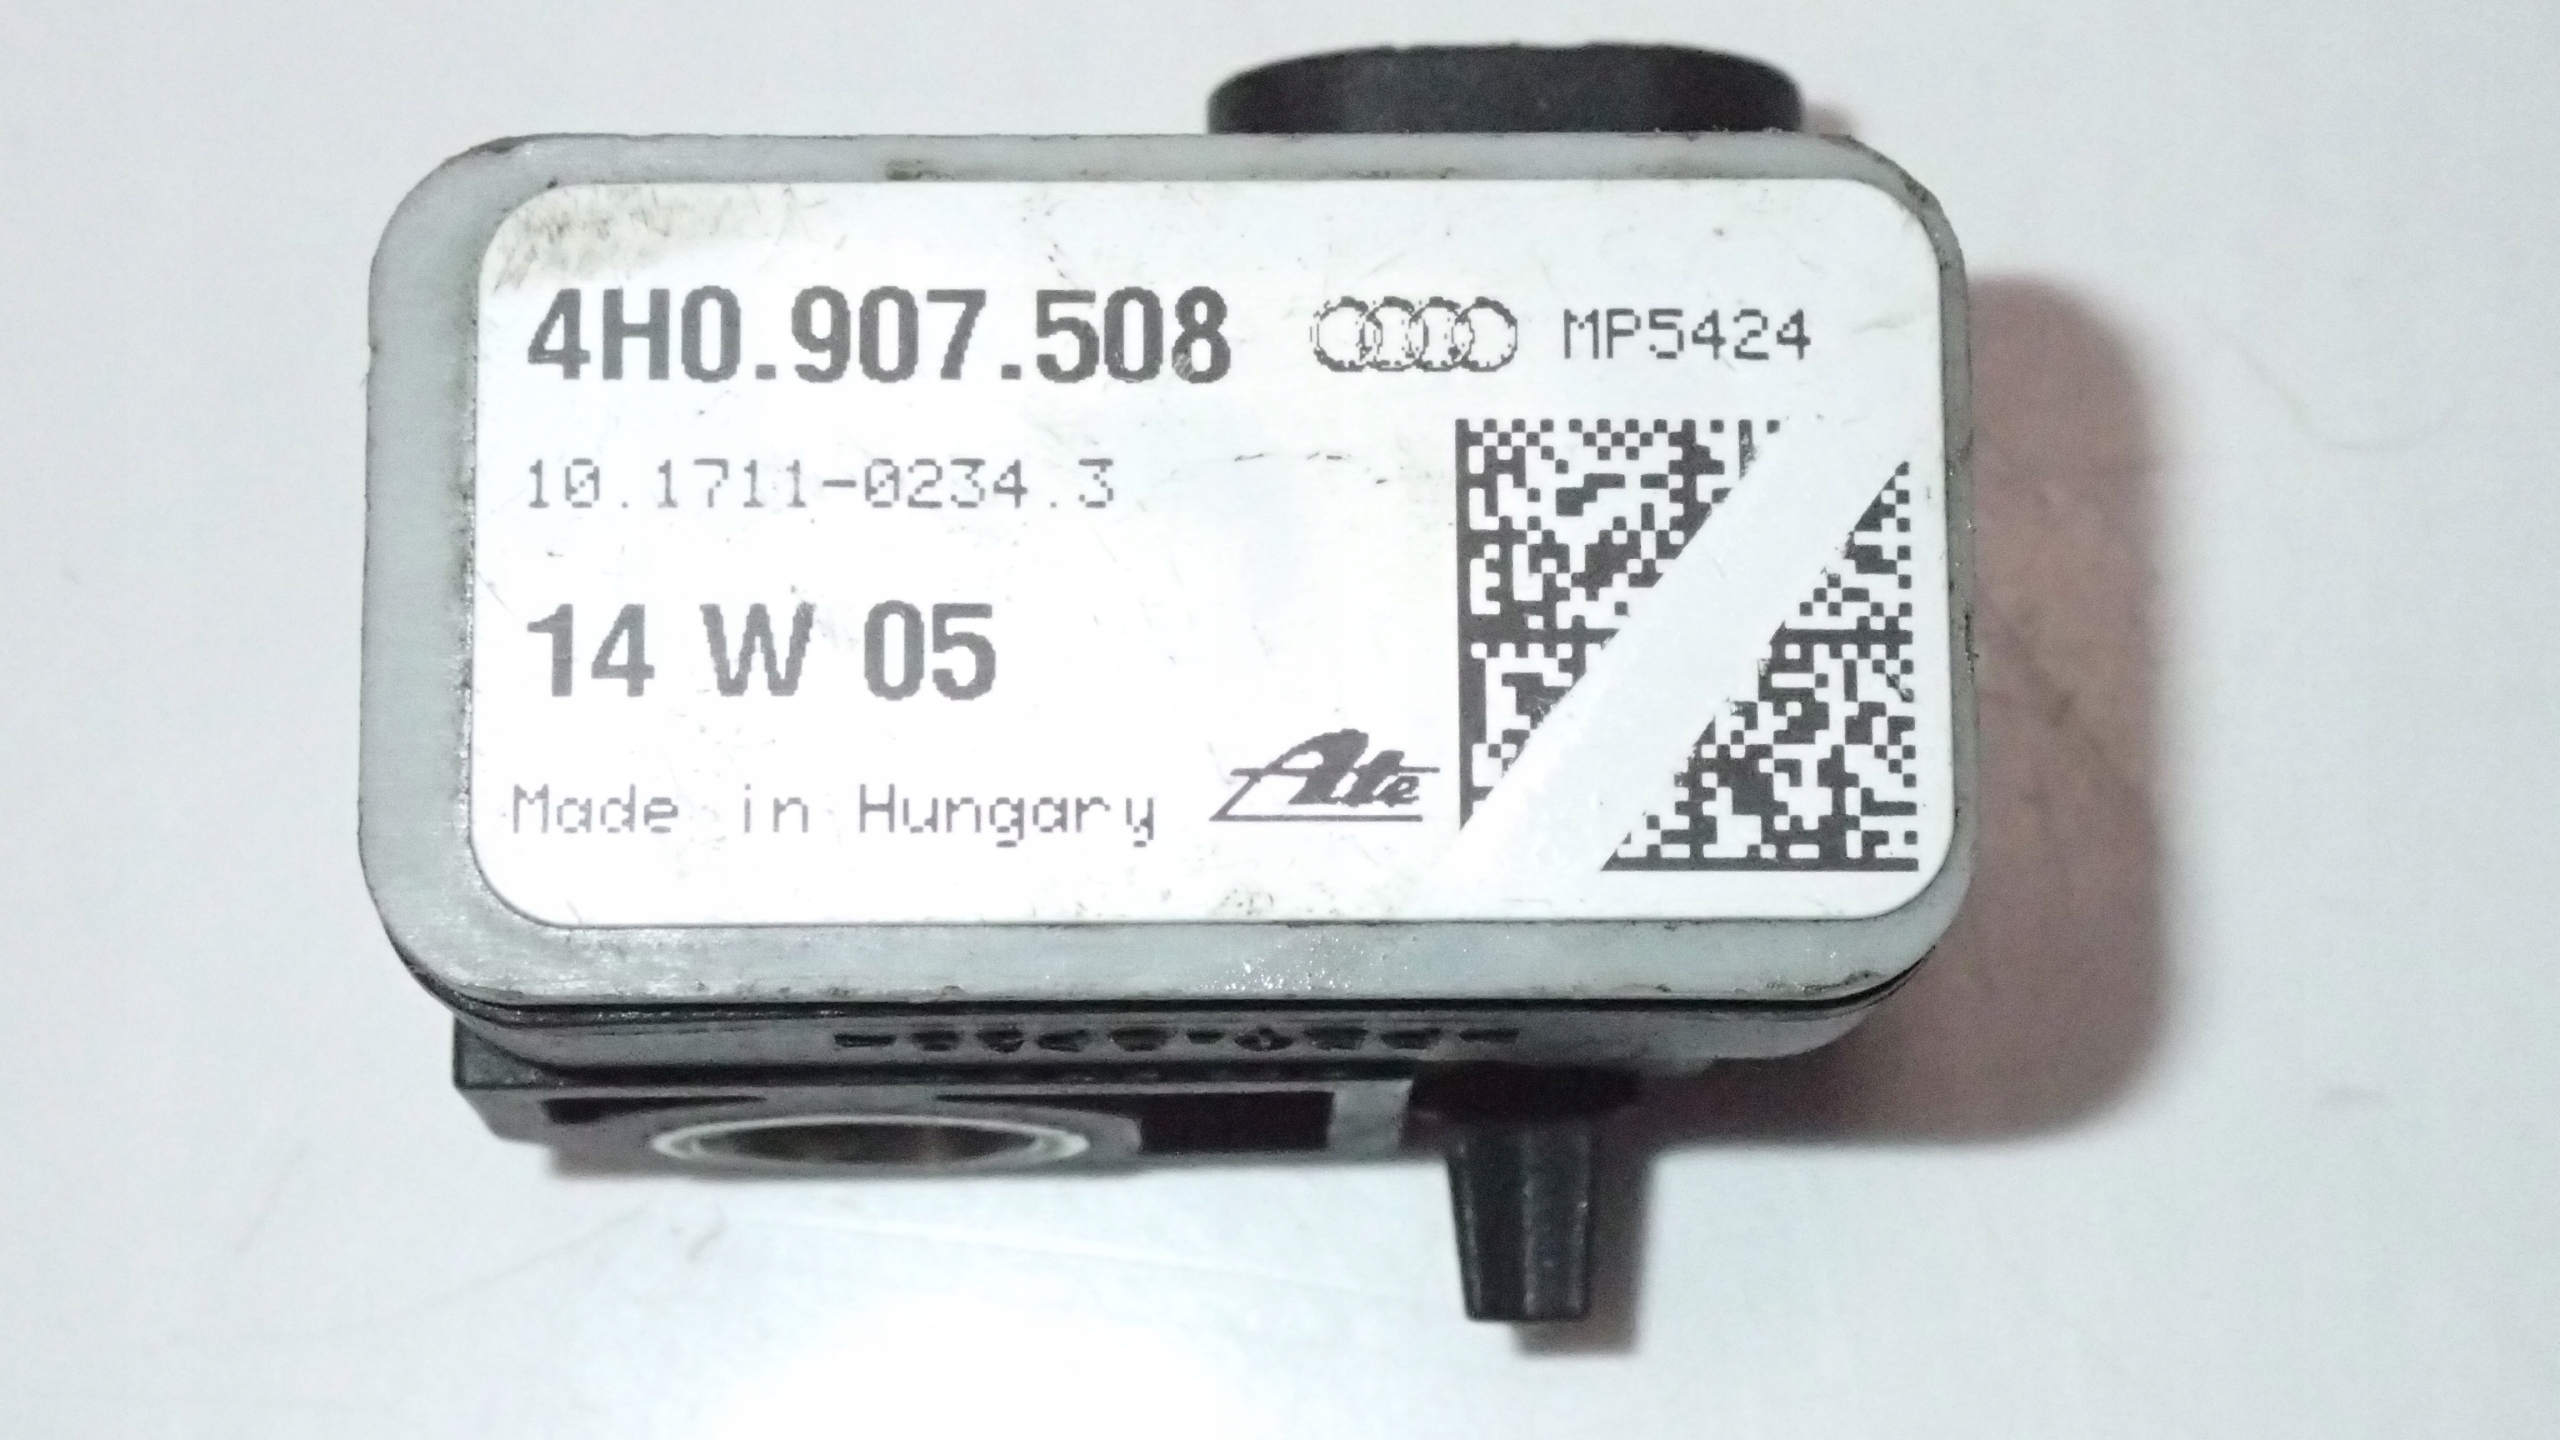 4H0.907.508 MP5424
10.1711-0234.3
14 W 05
Made in Hungary Ate